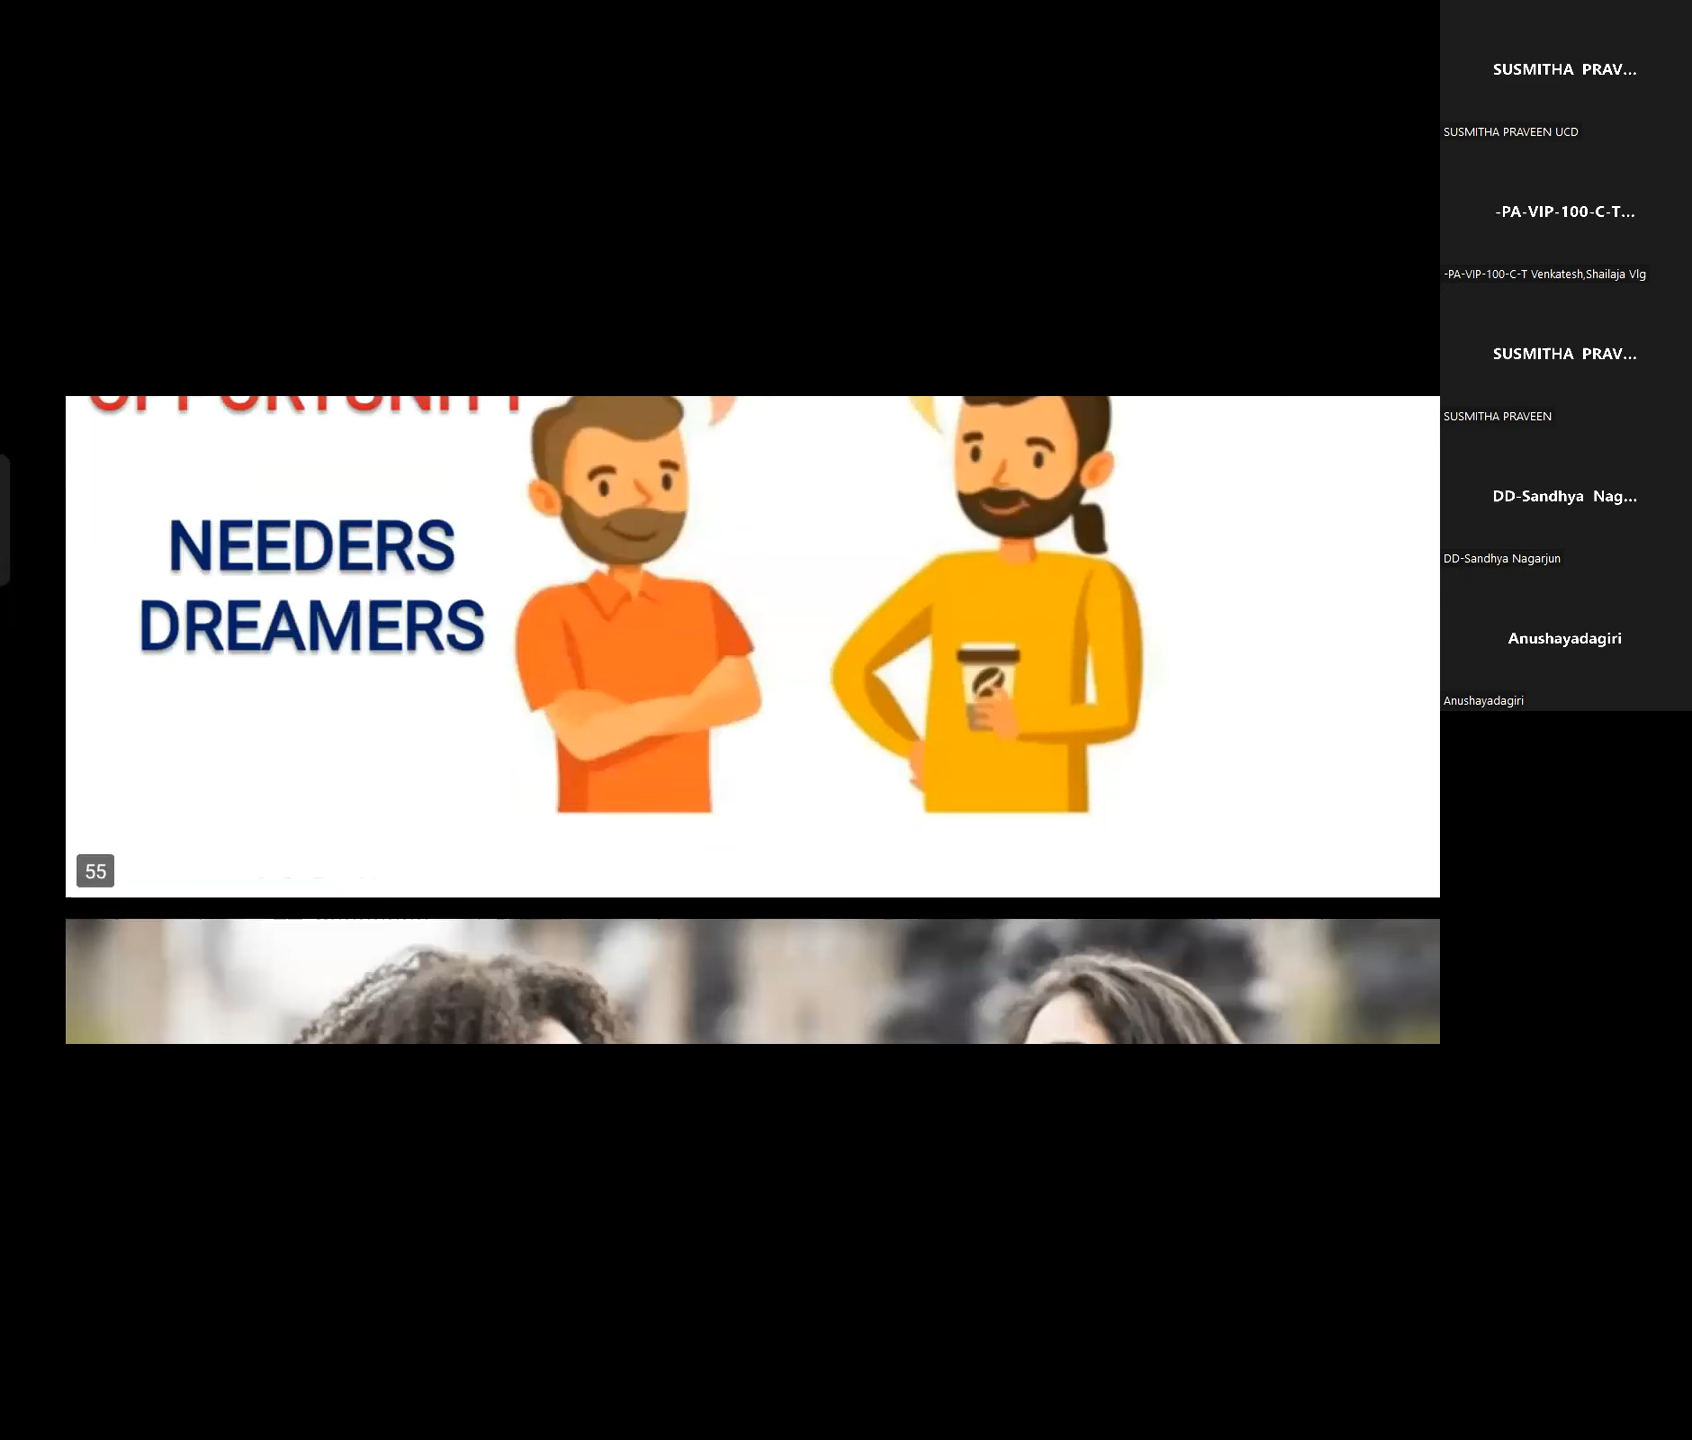 OPPORTUNITY
NEEDERS
DREAMERS
55
SUSMITHA PRAV...
SUSMITHA PRAVEEN UCD
-PA-VIP-100-C-T...
-PA-VIP-100-C-T Venkatesh,Shailaja Vlg
SUSMITHA PRAV...
SUSMITHA PRAVEEN
DD-Sandhya Nag...
DD-Sandhya Nagarjun
Anushayadagiri
Anushayadagiri